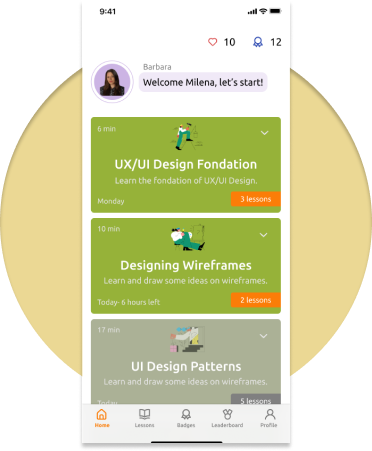 9:41
10 12
Barbara
Welcome Milena, let's start!
6 min
UX/UI Design Fondation
Learn the fondation of UX/UI Design.
Monday 3 lessons
10 min
Designing Wireframes
Learn and draw some ideas on wireframes.
Today- 6 hours left 2 lessons
17 min
UI Design Patterns
Learn and draw some ideas on wireframes.
Today 5 lessons
Home Lessons Badges Leaderboard Profile